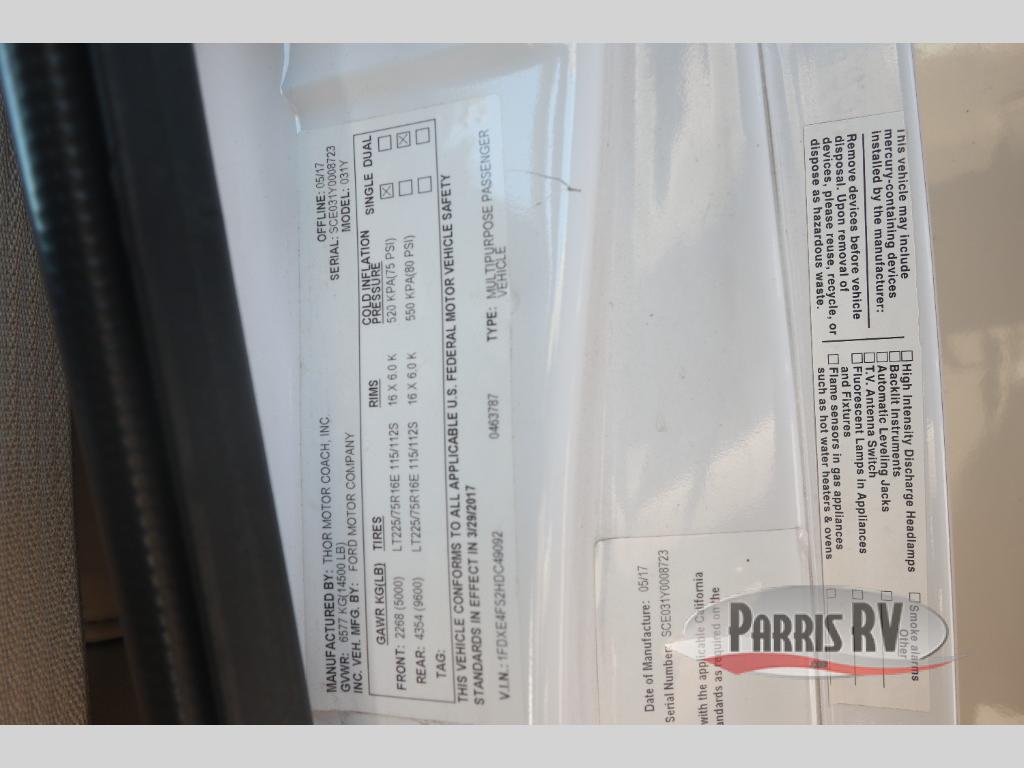 MANUFACTURED BY: THOR MOTOR COACH, INC.
OFFLINE: 05/17
GVWR: 6577 KG(14500 LB)
SERIAL: SCE031Y0008723
INC. VEH. MFG. BY: FORD MOTOR COMPANY
MODEL: 031Y
GAWR KG(LB) TIRES RIMS COLD INFLATION PRESSURE SINGLE DUAL
FRONT: 2268 (5000) LT225/75R16E 115/112S 16 X 6.0 K 520 KPA(75 PSI) ☒ ☐
REAR: 4354 (9600) LT225/75R16E 115/112S 16 X 6.0 K 550 KPA(80 PSI) ☐ ☒
TAG: ☐ ☐
THIS VEHICLE CONFORMS TO ALL APPLICABLE U.S. FEDERAL MOTOR VEHICLE SAFETY
STANDARDS IN EFFECT IN 3/29/2017
V.I.N.: 1FDXE4FS2HDC49092 0463787 TYPE: MULTIPURPOSE PASSENGER
VEHICLE
Date of Manufacture: 05/17
Serial Number: SCE031Y0008723
with the applicable California
andards as required on the
This vehicle may include
mercury-containing devices
installed by the manufacturer:
Remove devices before vehicle
disposal. Upon removal of
devices, please reuse, recycle, or
dispose as hazardous waste.
☐ High Intensity Discharge Headlamps
☐ Backlit Instruments
☐ Automatic Leveling Jacks
☐ T.V. Antenna Switch
☐ Fluorescent Lamps in Appliances
and Fixtures
☐ Flame sensors in gas appliances
such as hot water heaters & ovens
☐ Smoke alarms
Other
PARRIS RV